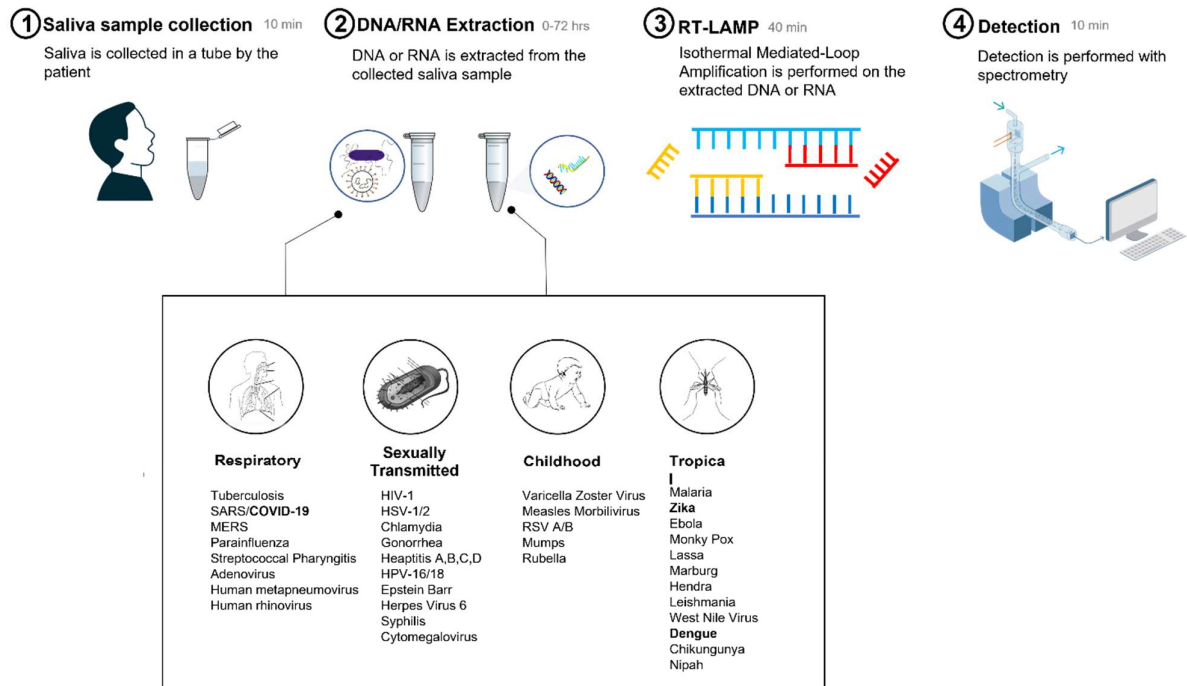 1 Saliva sample collection 10 min
Saliva is collected in a tube by the
patient
2 DNA/RNA Extraction 0-72 hrs
DNA or RNA is extracted from the
collected saliva sample
3 RT-LAMP 40 min
Isothermal Mediated-Loop
Amplification is performed on the
extracted DNA or RNA
4 Detection 10 min
Detection is performed with
spectrometry
Respiratory
Tuberculosis
SARS/COVID-19
MERS
Parainfluenza
Streptococcal Pharyngitis
Adenovirus
Human metapneumovirus
Human rhinovirus
Sexually
Transmitted
HIV-1
HSV-1/2
Chlamydia
Gonorrhea
Heaptitis A,B,C,D
HPV-16/18
Epstein Barr
Herpes Virus 6
Syphilis
Cytomegalovirus
Childhood
Varicella Zoster Virus
Measles Morbilivirus
RSV A/B
Mumps
Rubella
Tropica
l
Malaria
Zika
Ebola
Monky Pox
Lassa
Marburg
Hendra
Leishmania
West Nile Virus
Dengue
Chikungunya
Nipah